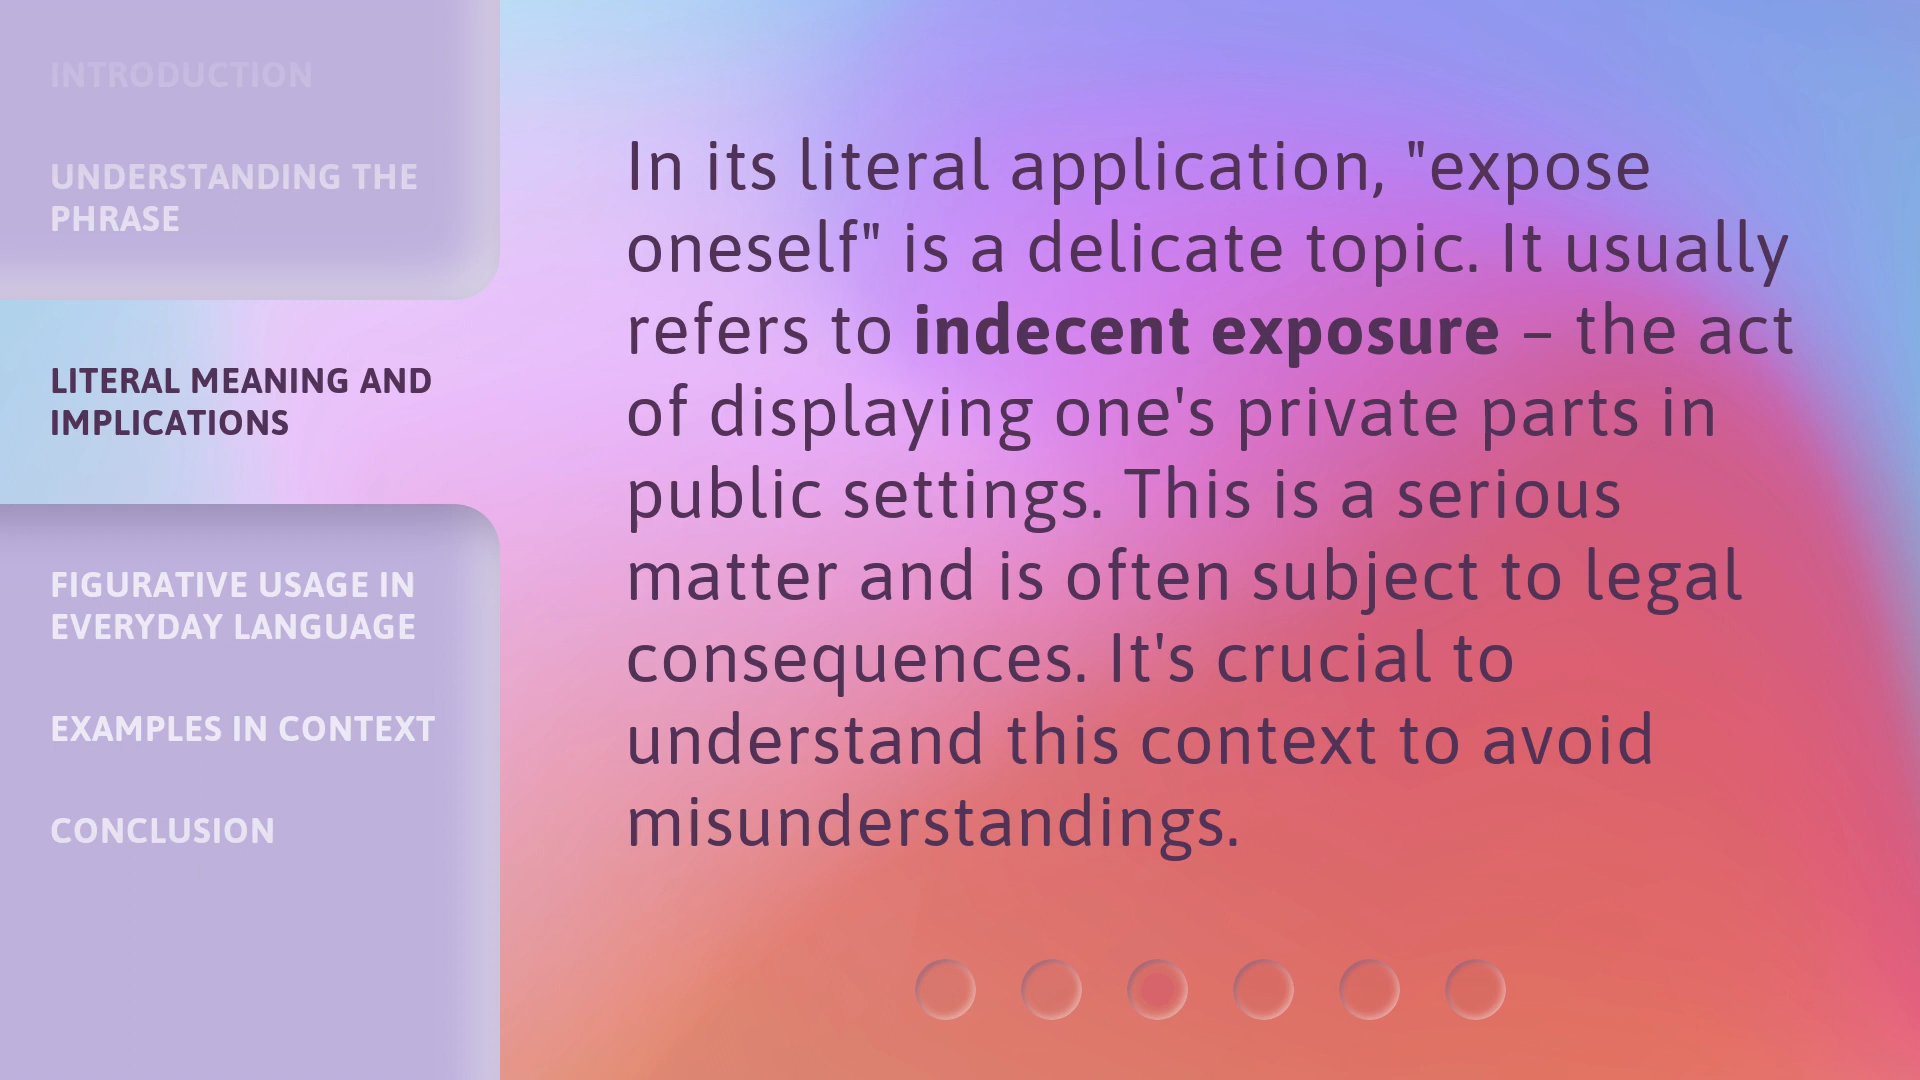 INTRODUCTION
UNDERSTANDING THE
PHRASE
LITERAL MEANING AND
IMPLICATIONS
FIGURATIVE USAGE IN
EVERYDAY LANGUAGE
EXAMPLES IN CONTEXT
CONCLUSION
In its literal application, "expose
oneself" is a delicate topic. It usually
refers to indecent exposure – the act
of displaying one's private parts in
public settings. This is a serious
matter and is often subject to legal
consequences. It's crucial to
understand this context to avoid
misunderstandings.